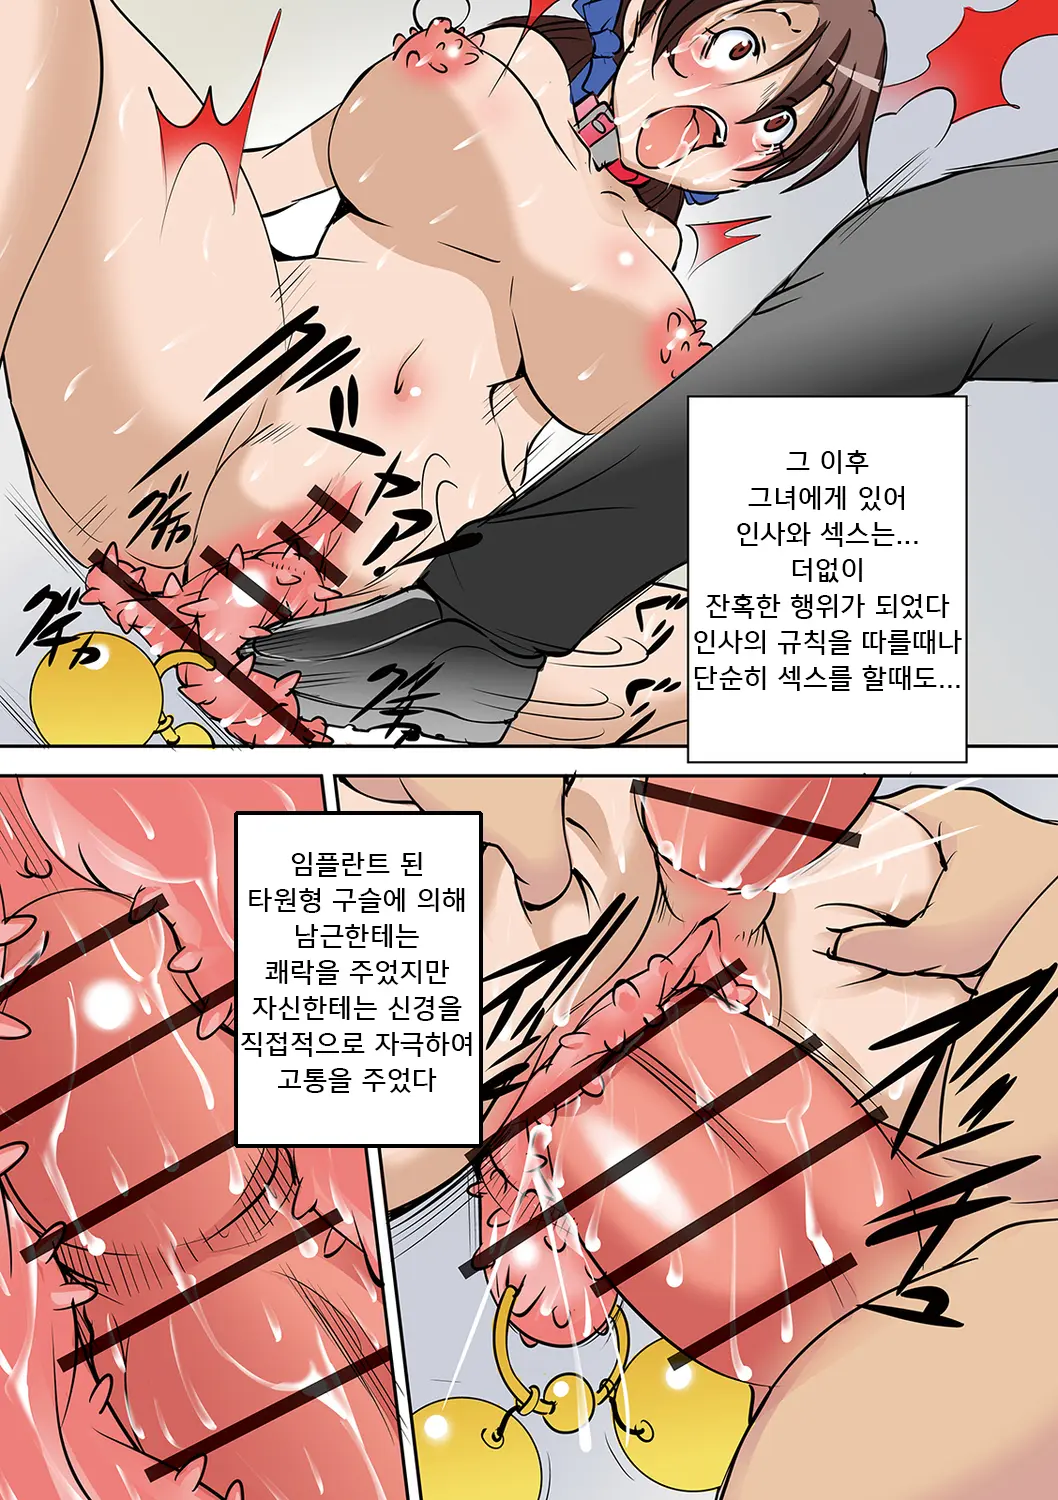 그 이후
그녀에게 있어
인사와 섹스는...
더없이
잔혹한 행위가 되었다
인사의 규칙을 따를때나
단순히 섹스를 할때도...
임플란트 된
타원형 구슬에 의해
남근한테는
쾌락을 주었지만
자신한테는 신경을
직접적으로 자극하여
고통을 주었다